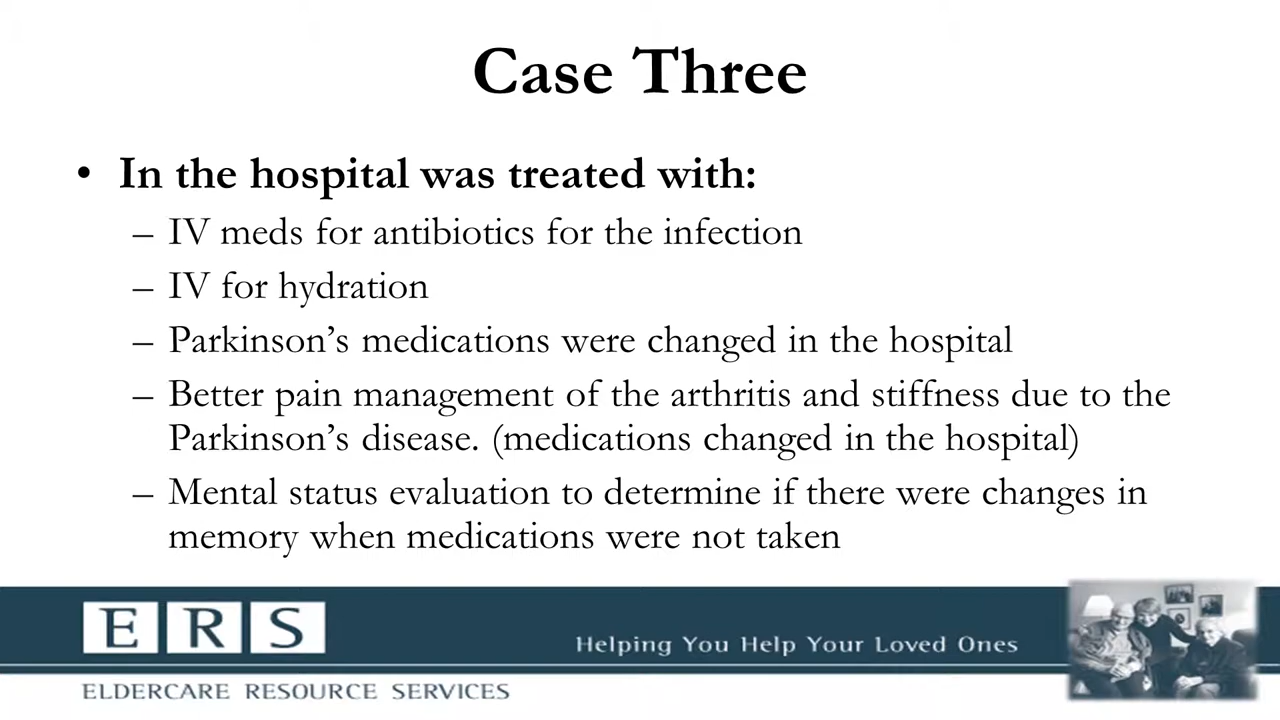 Case Three
• In the hospital was treated with:
– IV meds for antibiotics for the infection
– IV for hydration
– Parkinson’s medications were changed in the hospital
– Better pain management of the arthritis and stiffness due to the
Parkinson’s disease. (medications changed in the hospital)
– Mental status evaluation to determine if there were changes in
memory when medications were not taken
ERS
Helping You Help Your Loved Ones
ELDERCARE RESOURCE SERVICES